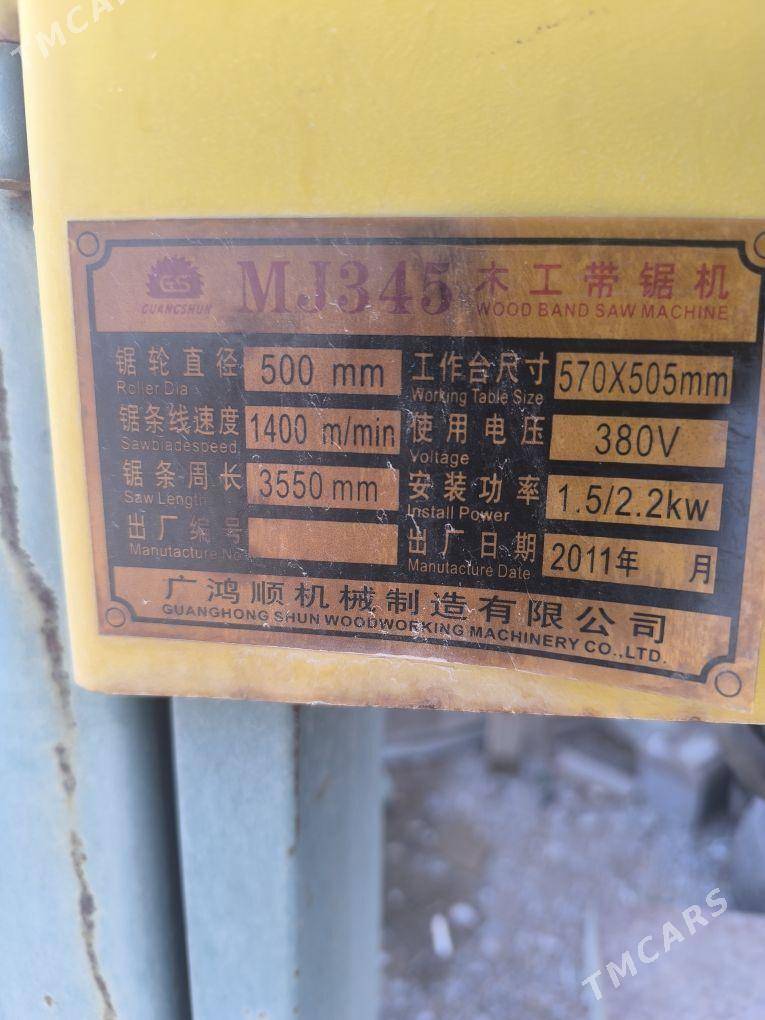 TMCARS
GS
GUANGSHUN
MJ345 木工带锯机
WOOD BAND SAW MACHINE
锯轮直径 500 mm 工作台尺寸 570X505mm
Roller Dia Working Table Size
锯条线速度 1400 m/min 使用电压 380V
Sawbladespeed Voltage
锯条周长 3550 mm 安装功率 1.5/2.2kw
Saw Length Install Power
出厂编号 出厂日期 2011年 月
Manutacture No Manutacture Date
广鸿顺机械制造有限公司
GUANGHONG SHUN WOODWORKING MACHINERY CO.,LTD.
TMCARS